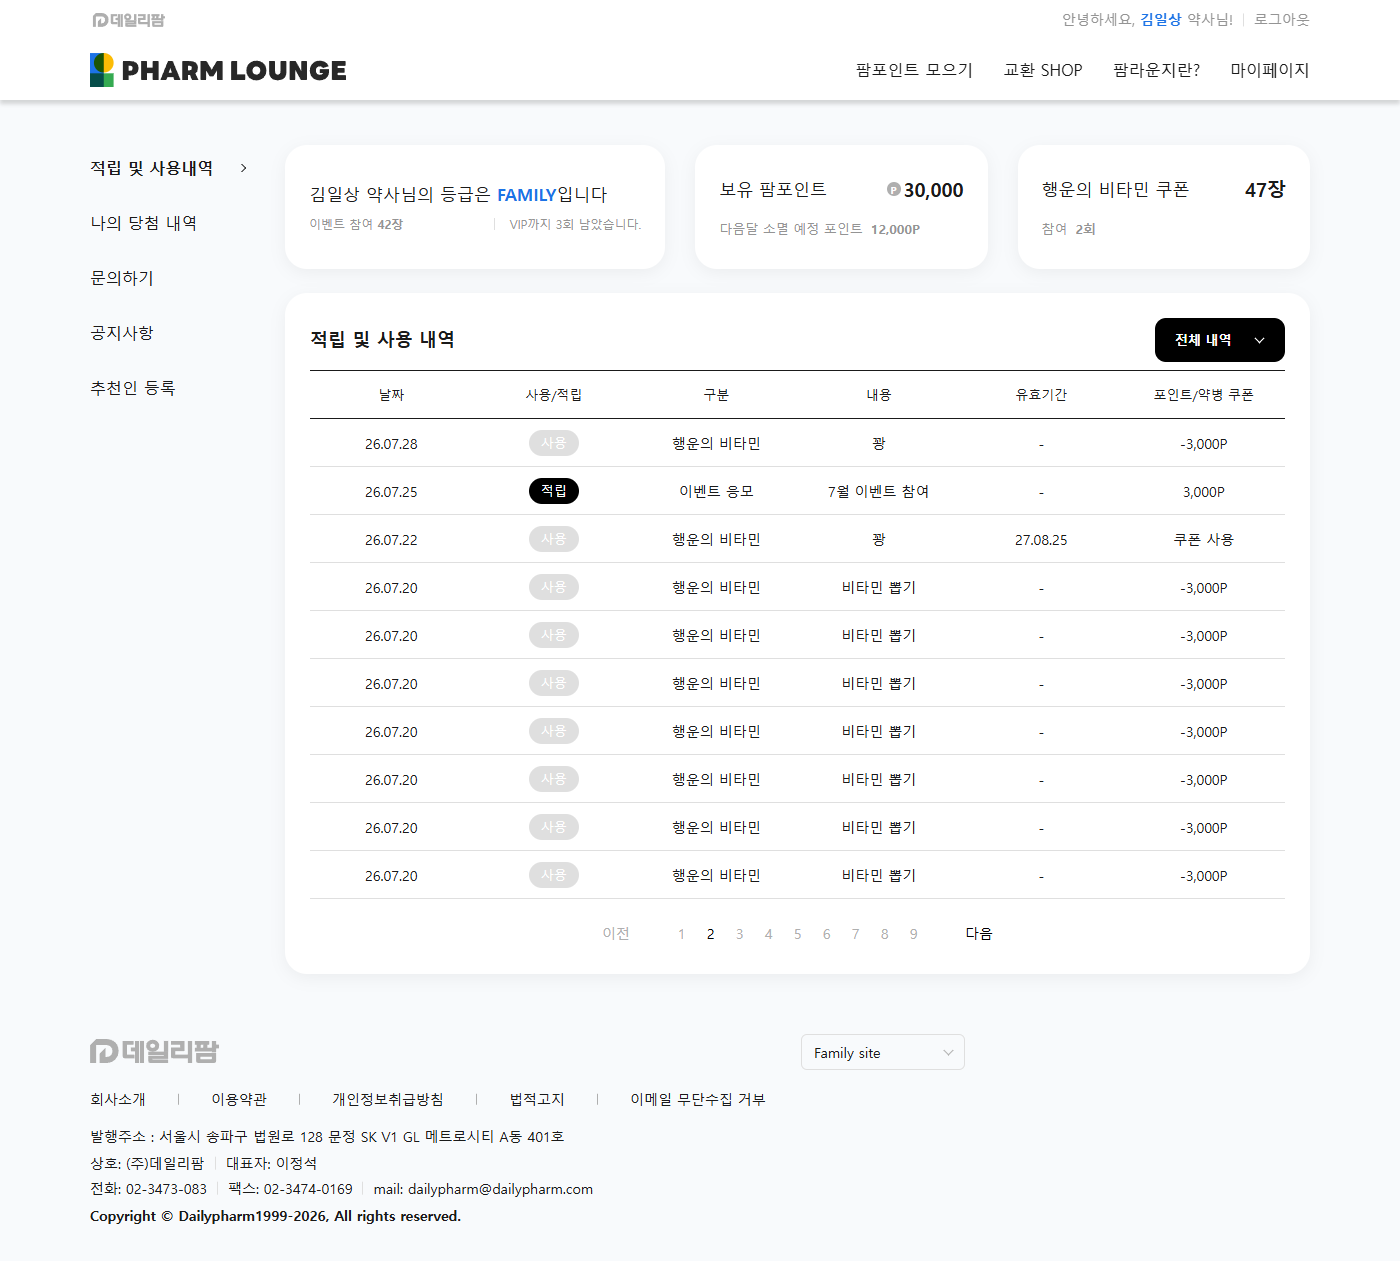 데일리팜
안녕하세요, 김일상 약사님! 로그아웃
PHARM LOUNGE
팜포인트 모으기 교환 SHOP 팜라운지란? 마이페이지
적립 및 사용내역
나의 당첨 내역
문의하기
공지사항
추천인 등록
김일상 약사님의 등급은 FAMILY입니다
이벤트 참여 42장 VIP까지 3회 남았습니다.
보유 팜포인트 P 30,000
다음달 소멸 예정 포인트 12,000P
행운의 비타민 쿠폰 47장
참여 2회
적립 및 사용 내역 전체 내역
날짜 사용/적립 구분 내용 유효기간 포인트/약병 쿠폰
26.07.28 사용 행운의 비타민 꽝 - -3,000P
26.07.25 적립 이벤트 응모 7월 이벤트 참여 - 3,000P
26.07.22 사용 행운의 비타민 꽝 27.08.25 쿠폰 사용
26.07.20 사용 행운의 비타민 비타민 뽑기 - -3,000P
26.07.20 사용 행운의 비타민 비타민 뽑기 - -3,000P
26.07.20 사용 행운의 비타민 비타민 뽑기 - -3,000P
26.07.20 사용 행운의 비타민 비타민 뽑기 - -3,000P
26.07.20 사용 행운의 비타민 비타민 뽑기 - -3,000P
26.07.20 사용 행운의 비타민 비타민 뽑기 - -3,000P
26.07.20 사용 행운의 비타민 비타민 뽑기 - -3,000P
이전 1 2 3 4 5 6 7 8 9 다음
데일리팜
Family site
회사소개 이용약관 개인정보취급방침 법적고지 이메일 무단수집 거부
발행주소 : 서울시 송파구 법원로 128 문정 SK V1 GL 메트로시티 A동 401호
상호: (주)데일리팜 대표자: 이정석
전화: 02-3473-083 팩스: 02-3474-0169 mail: dailypharm@dailypharm.com
Copyright © Dailypharm1999-2026, All rights reserved.